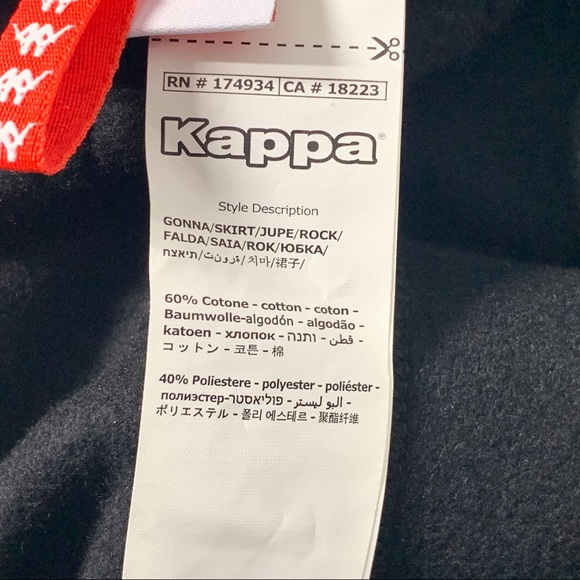 RN # 174934 CA # 18223
Kappa®
Style Description
GONNA/SKIRT/JUPE/ROCK/
FALDA/SAIA/ROK/ЮБКА/
חצאית/تنورة/치마/裙子/
60% Cotone - cotton - coton -
Baumwolle-algodón - algodão -
katoen - хлопок - ותנה - قطن -
コットン - 코튼 - 棉
40% Poliestere - polyester - poliéster -
полиэстер-פוליאסטר - البو ليستر -
ポリエステル - 폴리 에스테르 - 聚酯纤维